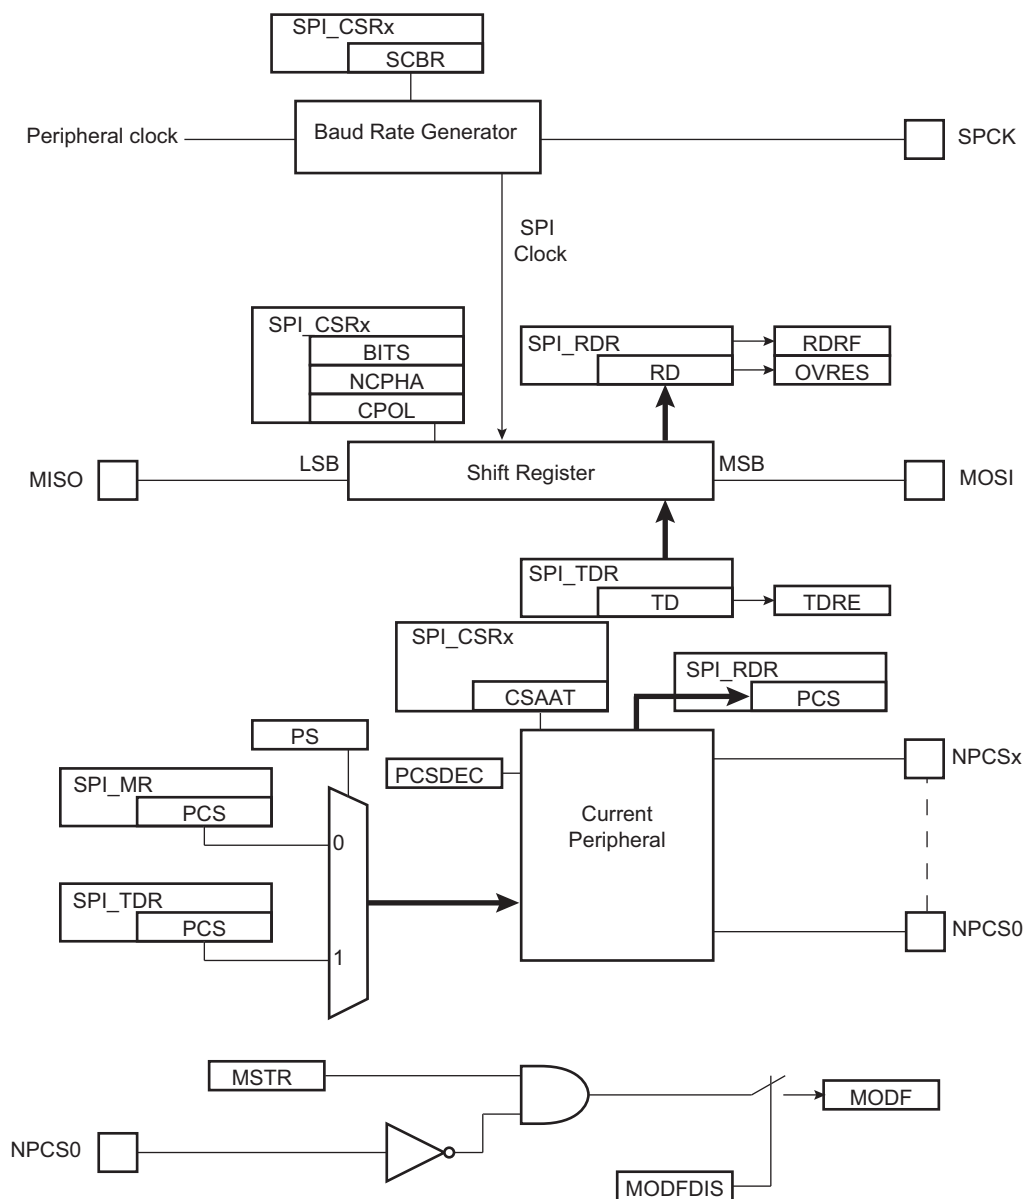 SPI_CSRx
SCBR
Peripheral clock
Baud Rate Generator
SPCK
SPI
Clock
SPI_CSRx
BITS
NCPHA
CPOL
SPI_RDR
RD
RDRF
OVRES
MISO
LSB
Shift Register
MSB
MOSI
SPI_TDR
TD
TDRE
SPI_CSRx
CSAAT
SPI_RDR
PCS
PS
PCSDEC
NPCSx
SPI_MR
PCS
0
Current
Peripheral
SPI_TDR
PCS
1
NPCS0
MSTR
MODF
NPCS0
MODFDIS